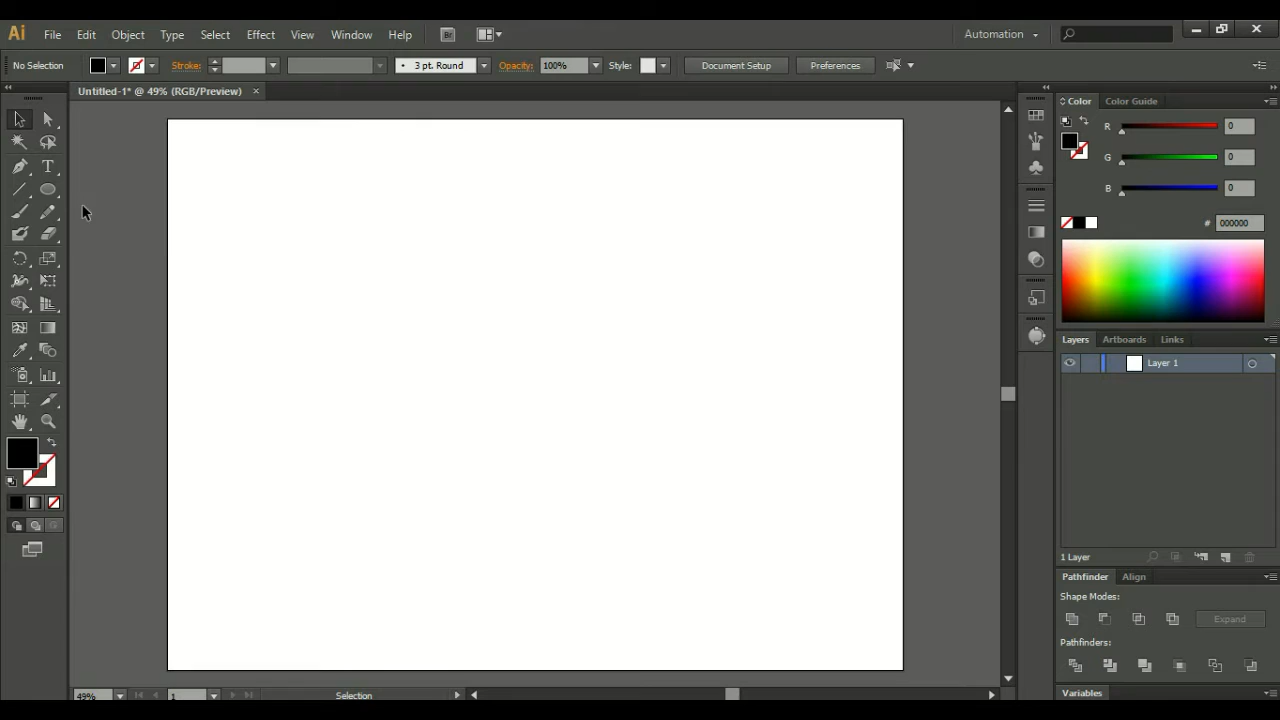 Ai File Edit Object Type Select Effect View Window Help Br Automation
No Selection Stroke: 3 pt. Round Opacity: 100% Style: Document Setup Preferences
Untitled-1* @ 49% (RGB/Preview) ×
Color Color Guide
R 0
G 0
B 0
# 000000
Layers Artboards Links
Layer 1
1 Layer
Pathfinder Align
Shape Modes:
Expand
Pathfinders:
Variables
49% 1 Selection